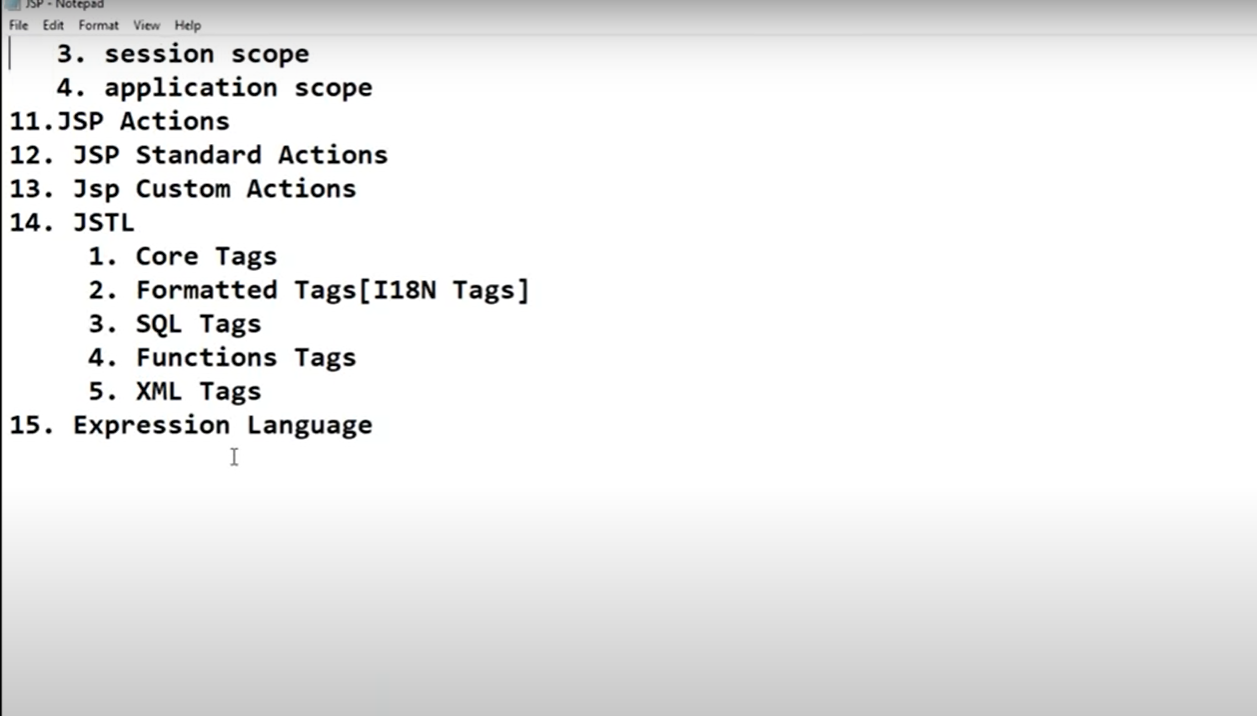 JSP - Notepad
File Edit Format View Help
3. session scope
4. application scope
11.JSP Actions
12. JSP Standard Actions
13. Jsp Custom Actions
14. JSTL
1. Core Tags
2. Formatted Tags[I18N Tags]
3. SQL Tags
4. Functions Tags
5. XML Tags
15. Expression Language